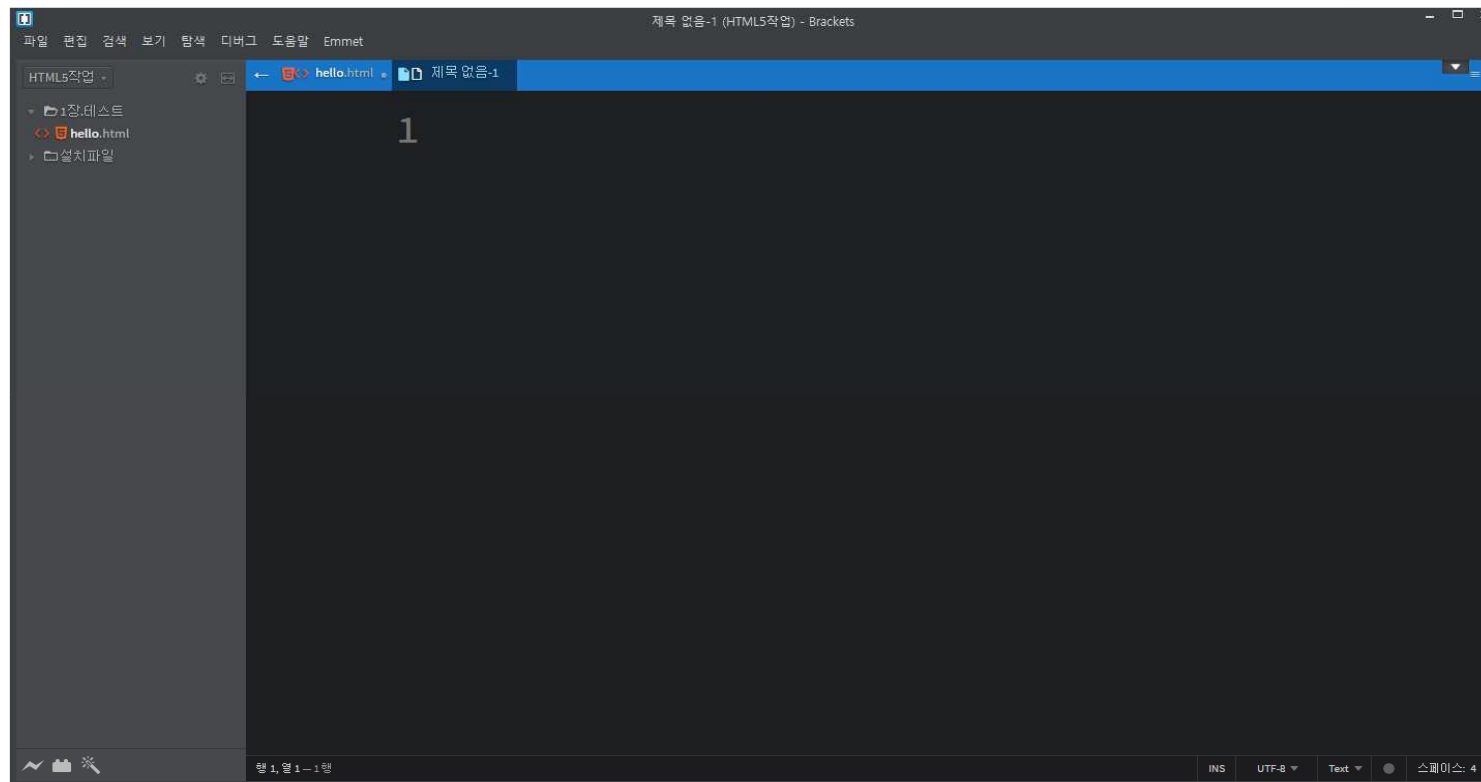 제목 없음-1 (HTML5작업) - Brackets
파일 편집 검색 보기 탐색 디버그 도움말 Emmet
HTML5작업
hello.html 제목 없음-1
1장.테스트
hello.html
설치파일
1
행 1, 열 1 — 1행
INS UTF-8 Text 스페이스: 4